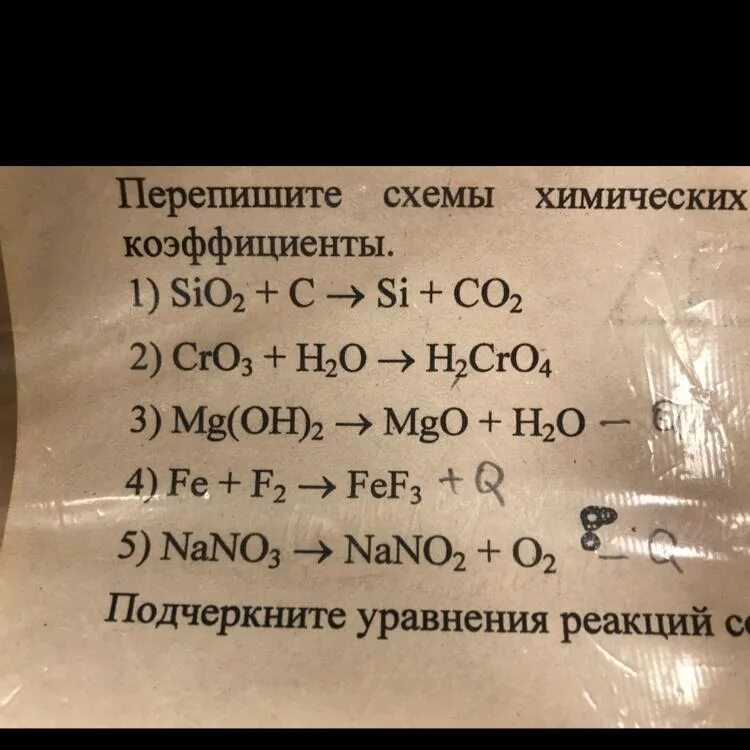 Перепишите схемы химических
коэффициенты.
1) SiO₂ + C → Si + CO₂
2) CrO₃ + H₂O → H₂CrO₄
3) Mg(OH)₂ → MgO + H₂O –
4) Fe + F₂ → FeF₃ + Q
5) NaNO₃ → NaNO₂ + O₂ – Q
Подчеркните уравнения реакций